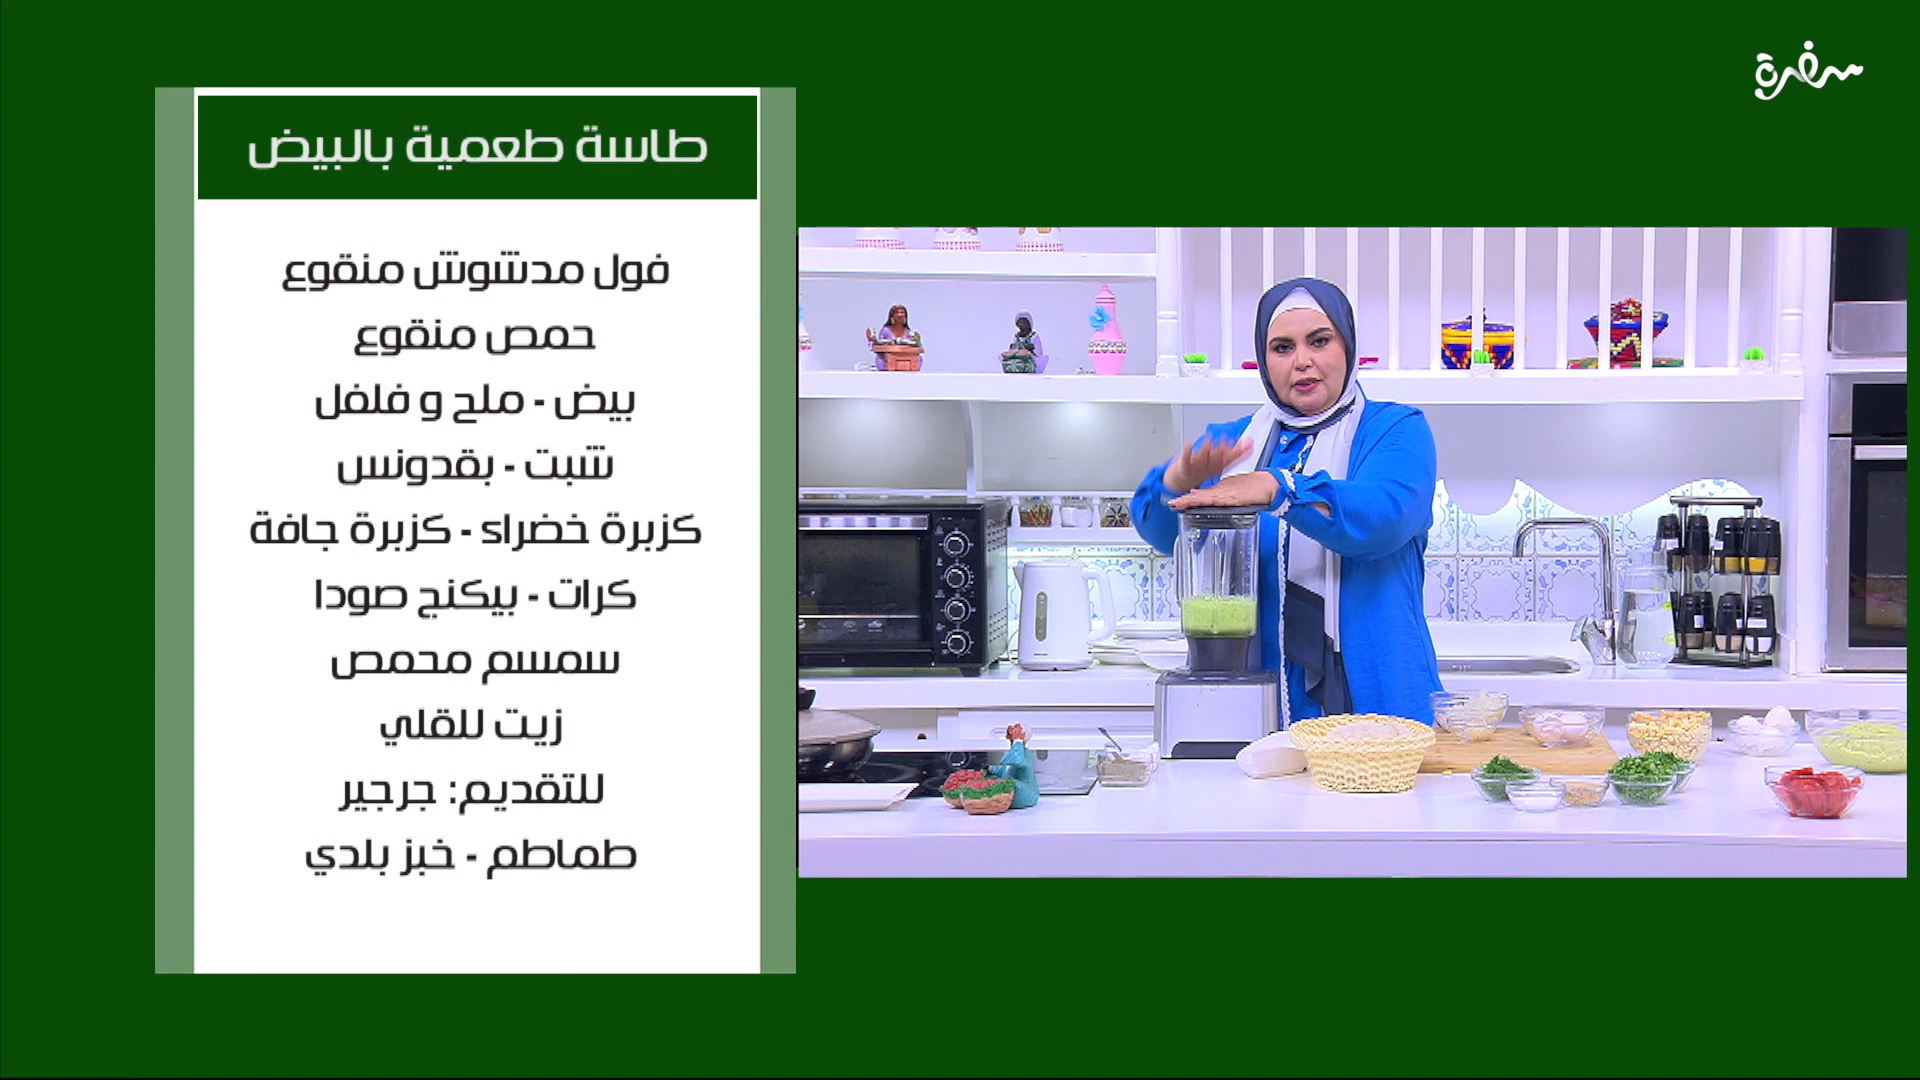 سفرة
طاسة طعمية بالبيض
فول مدشوش منقوع
حمص منقوع
بيض - ملح و فلفل
شبت - بقدونس
كزبرة خضراء - كزبرة جافة
كرات - بيكنج صودا
سمسم محمص
زيت للقلي
للتقديم: جرجير
طماطم - خبز بلدي